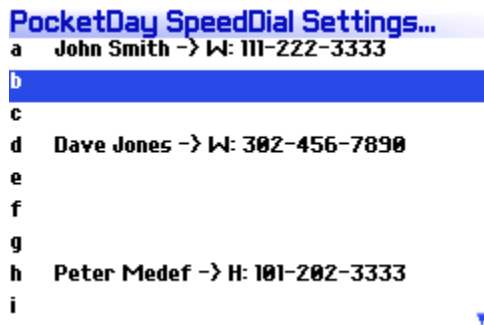 PocketDay SpeedDial Settings...
a John Smith -> W: 111-222-3333
b
c
d Dave Jones -> W: 302-456-7890
e
f
g
h Peter Medef -> H: 101-202-3333
i